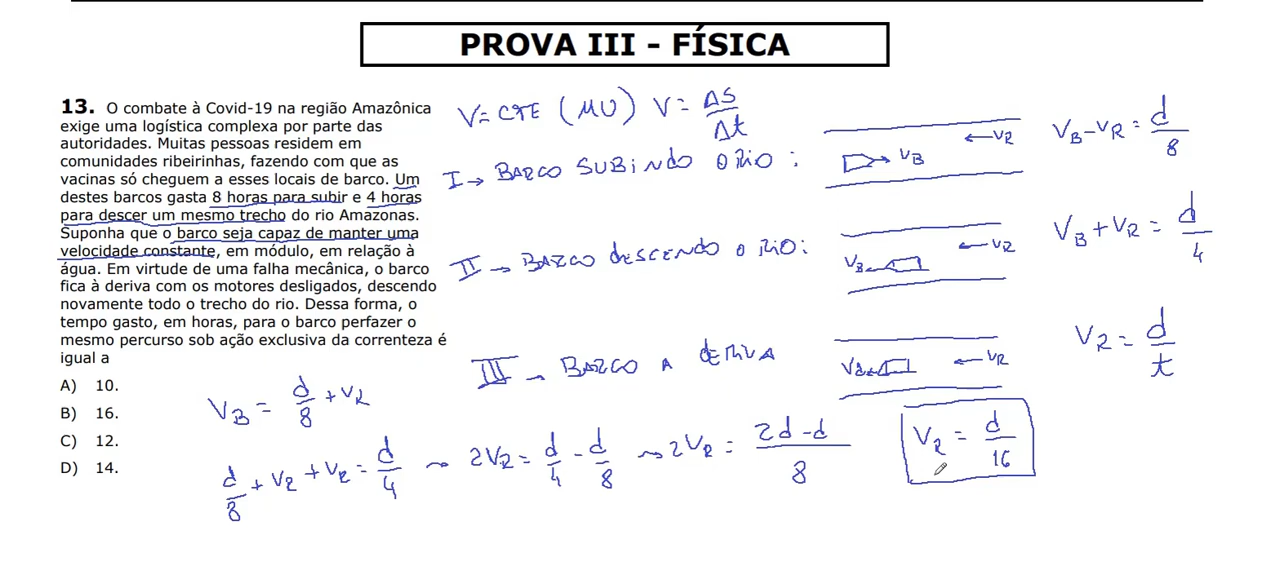 PROVA III - FÍSICA
13. O combate à Covid-19 na região Amazônica
exige uma logística complexa por parte das
autoridades. Muitas pessoas residem em
comunidades ribeirinhas, fazendo com que as
vacinas só cheguem a esses locais de barco. Um
destes barcos gasta 8 horas para subir e 4 horas
para descer um mesmo trecho do rio Amazonas.
Suponha que o barco seja capaz de manter uma
velocidade constante, em módulo, em relação à
água. Em virtude de uma falha mecânica, o barco
fica à deriva com os motores desligados, descendo
novamente todo o trecho do rio. Dessa forma, o
tempo gasto, em horas, para o barco perfazer o
mesmo percurso sob ação exclusiva da correnteza é
igual a
A) 10.
B) 16.
C) 12.
D) 14.
V = CTE (MU) V = ΔS/Δt
I → BARCO SUBINDO O RIO :
VB
← VR
VB - VR = d/8
II → BARCO DESCENDO O RIO:
VB
← VR
VB + VR = d/4
III → BARCO A DERIVA
← VR
VR = d/t
VB = d/8 + VR
d/8 + VR + VR = d/4 → 2VR = d/4 - d/8 → 2VR = 2d - d/8
VR = d/16